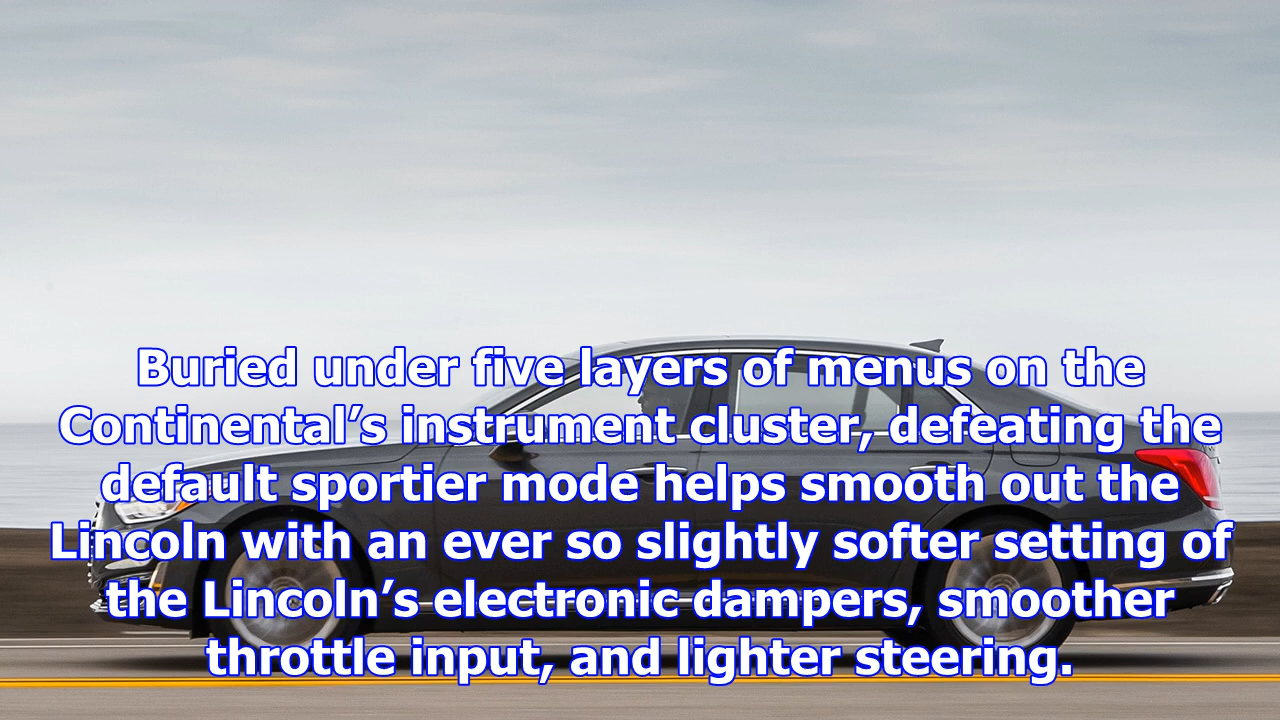 Buried under five layers of menus on the
Continental’s instrument cluster, defeating the
default sportier mode helps smooth out the
Lincoln with an ever so slightly softer setting of
the Lincoln’s electronic dampers, smoother
throttle input, and lighter steering.